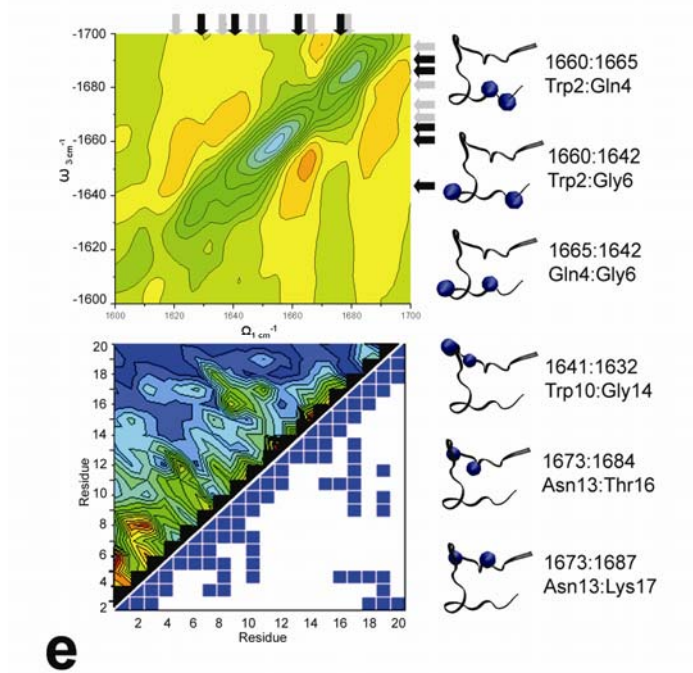 -1700
-1680
-1660
-1640
-1620
-1600
ω 3 cm⁻¹
1600
1620
1640
1660
1680
1700
Ω₁ cm⁻¹
1660:1665
Trp2:Gln4
1660:1642
Trp2:Gly6
1665:1642
Gln4:Gly6
1641:1632
Trp10:Gly14
1673:1684
Asn13:Thr16
1673:1687
Asn13:Lys17
20
18
16
14
12
10
8
6
4
2
Residue
2 4 6 8 10 12 14 16 18 20
Residue
e